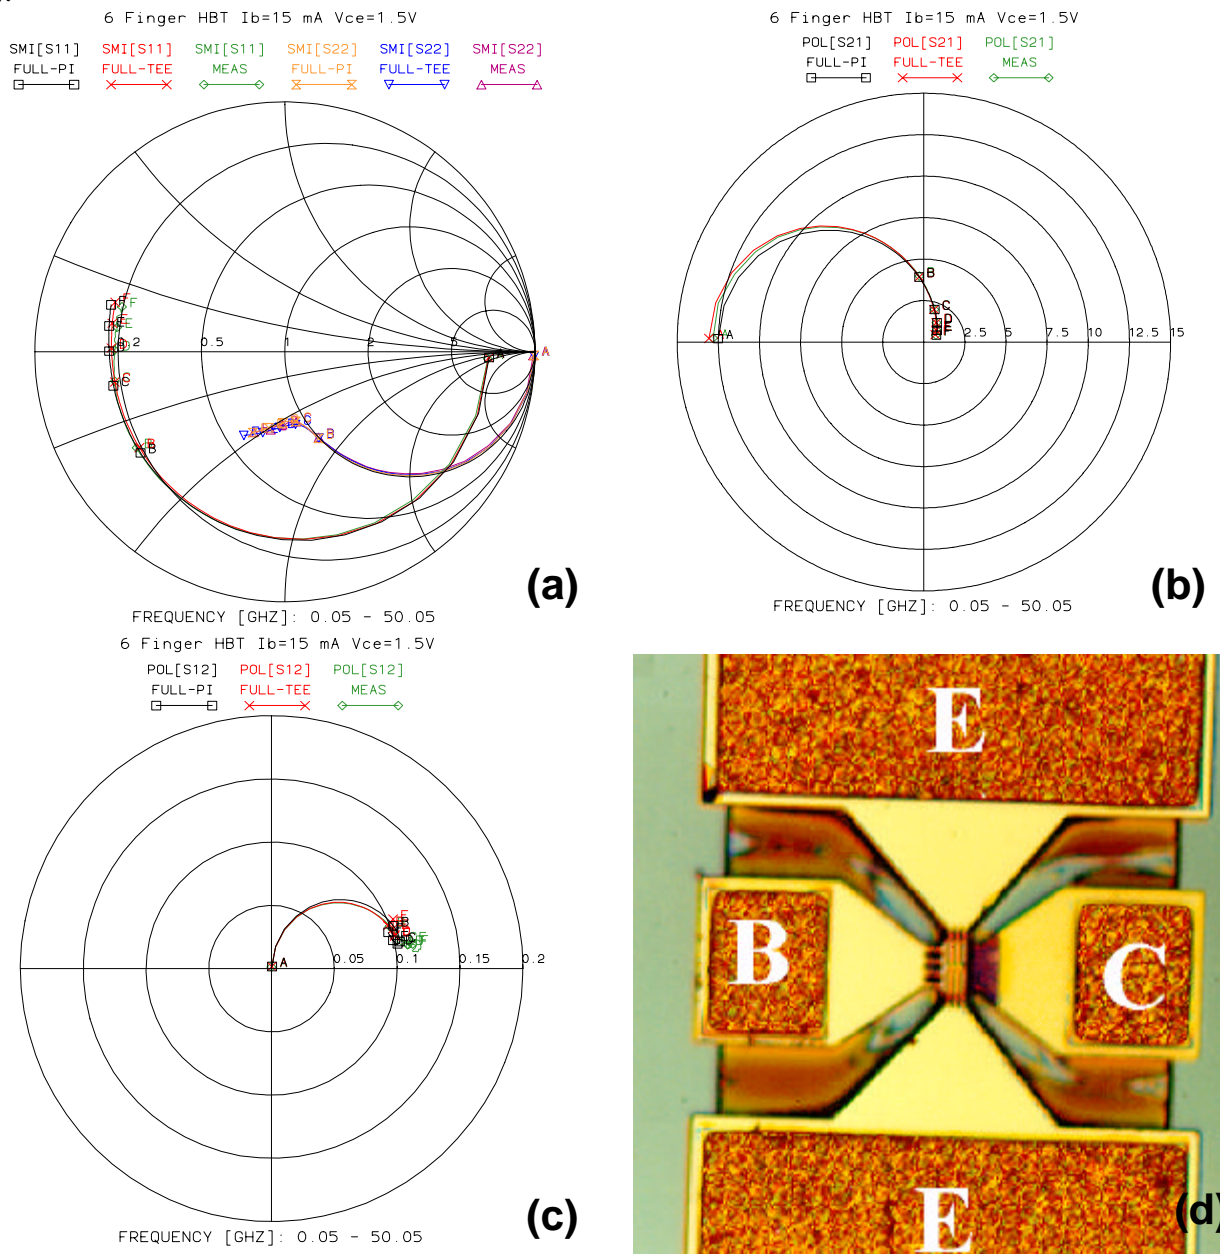 6 Finger HBT Ib=15 mA Vce=1.5V
SMI[S11] SMI[S11] SMI[S11] SMI[S22] SMI[S22] SMI[S22]
FULL-PI FULL-TEE MEAS FULL-PI FULL-TEE MEAS
0.5 1 2 5
A A
B B
C C
(a)
FREQUENCY [GHZ]: 0.05 - 50.05
6 Finger HBT Ib=15 mA Vce=1.5V
POL[S21] POL[S21] POL[S21]
FULL-PI FULL-TEE MEAS
B
C
D
E
F
A
2.5 5 7.5 10 12.5 15
(b)
FREQUENCY [GHZ]: 0.05 - 50.05
6 Finger HBT Ib=15 mA Vce=1.5V
POL[S12] POL[S12] POL[S12]
FULL-PI FULL-TEE MEAS
A
0.05 0.1 0.15 0.2
(c)
FREQUENCY [GHZ]: 0.05 - 50.05
E
B
C
E
(d)